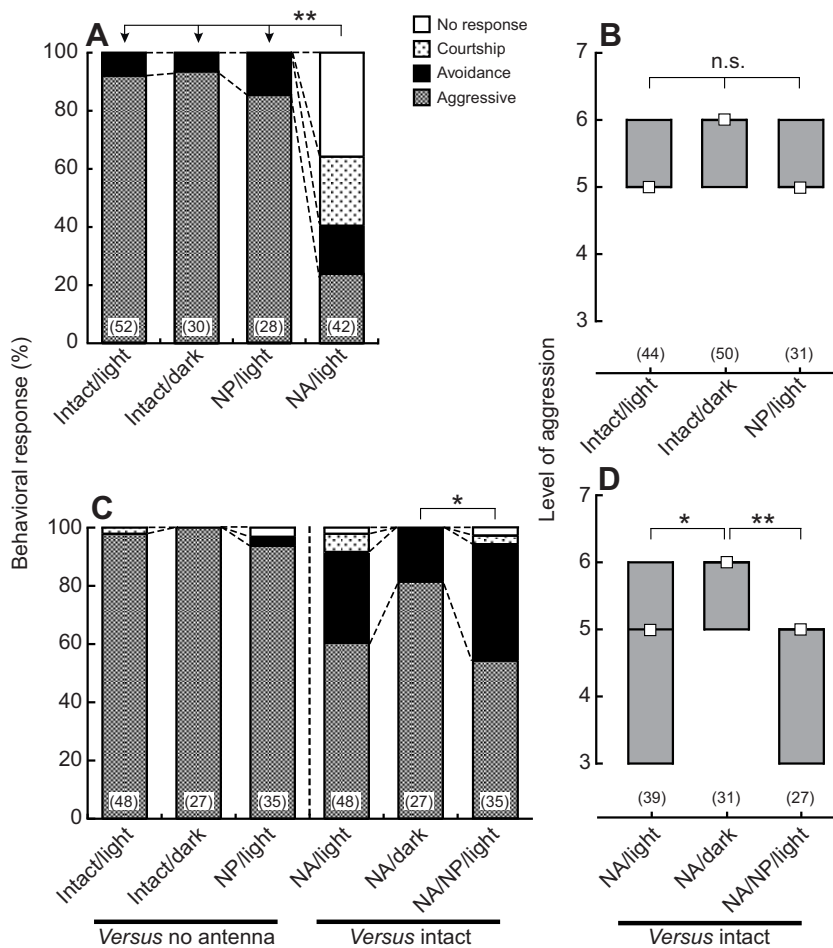 A
**
No response
Courtship
Avoidance
Aggressive
100
80
60
40
20
0
(52)
(30)
(28)
(42)
Intact/light
Intact/dark
NP/light
NA/light
B
7
6
5
4
3
n.s.
(44)
(50)
(31)
Intact/light
Intact/dark
NP/light
Behavioral response (%)
Level of aggression
C
*
100
80
60
40
20
0
(48)
(27)
(35)
(48)
(27)
(35)
Intact/light
Intact/dark
NP/light
NA/light
NA/dark
NA/NP/light
Versus no antenna
Versus intact
D
7
6
5
4
3
*
**
(39)
(31)
(27)
NA/light
NA/dark
NA/NP/light
Versus intact